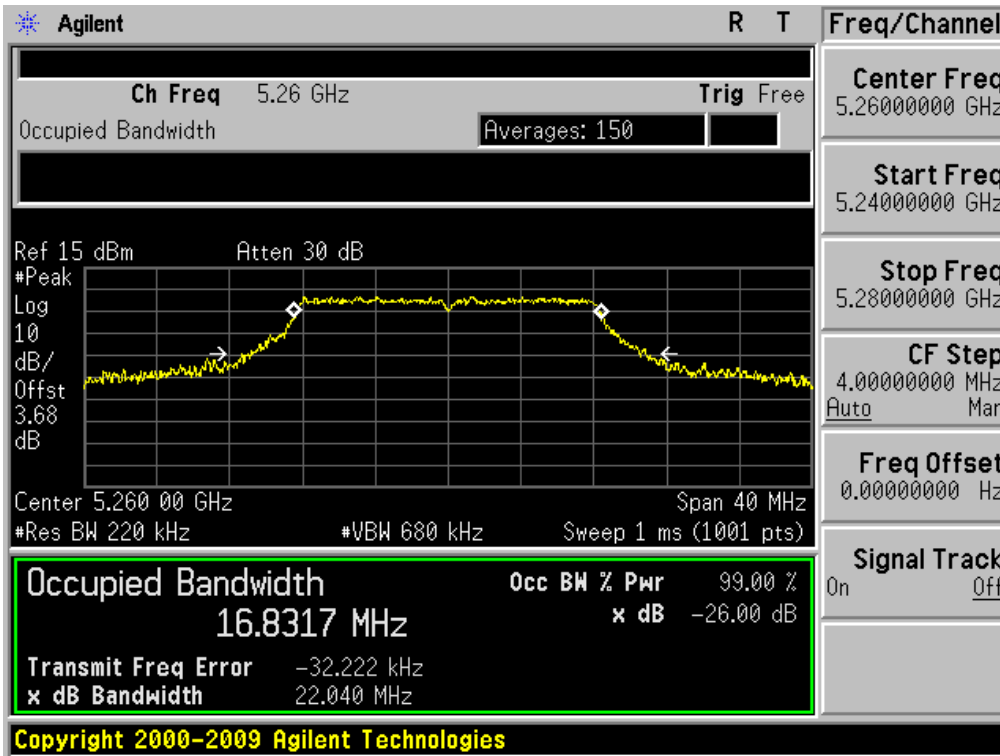 Agilent R T
Freq/Channel
Ch Freq 5.26 GHz Trig Free
Occupied Bandwidth Averages: 150
Ref 15 dBm Atten 30 dB
#Peak
Log
10
dB/
Offst
3.68
dB
Center 5.260 00 GHz Span 40 MHz
#Res BW 220 kHz #VBW 680 kHz Sweep 1 ms (1001 pts)
Occupied Bandwidth Occ BW % Pwr 99.00 %
16.8317 MHz x dB -26.00 dB
Transmit Freq Error -32.222 kHz
x dB Bandwidth 22.040 MHz
Copyright 2000-2009 Agilent Technologies
Center Freq
5.26000000 GHz
Start Freq
5.24000000 GHz
Stop Freq
5.28000000 GHz
CF Step
4.00000000 MHz
Auto Man
Freq Offset
0.00000000 Hz
Signal Track
On Off